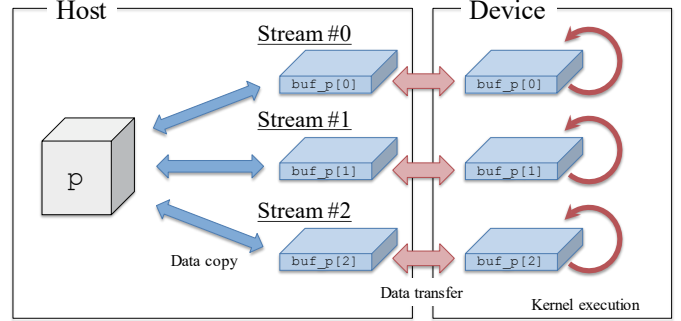 Host
Device
Stream #0
buf_p[0]
buf_p[0]
Stream #1
p
buf_p[1]
buf_p[1]
Stream #2
buf_p[2]
buf_p[2]
Data copy
Data transfer
Kernel execution